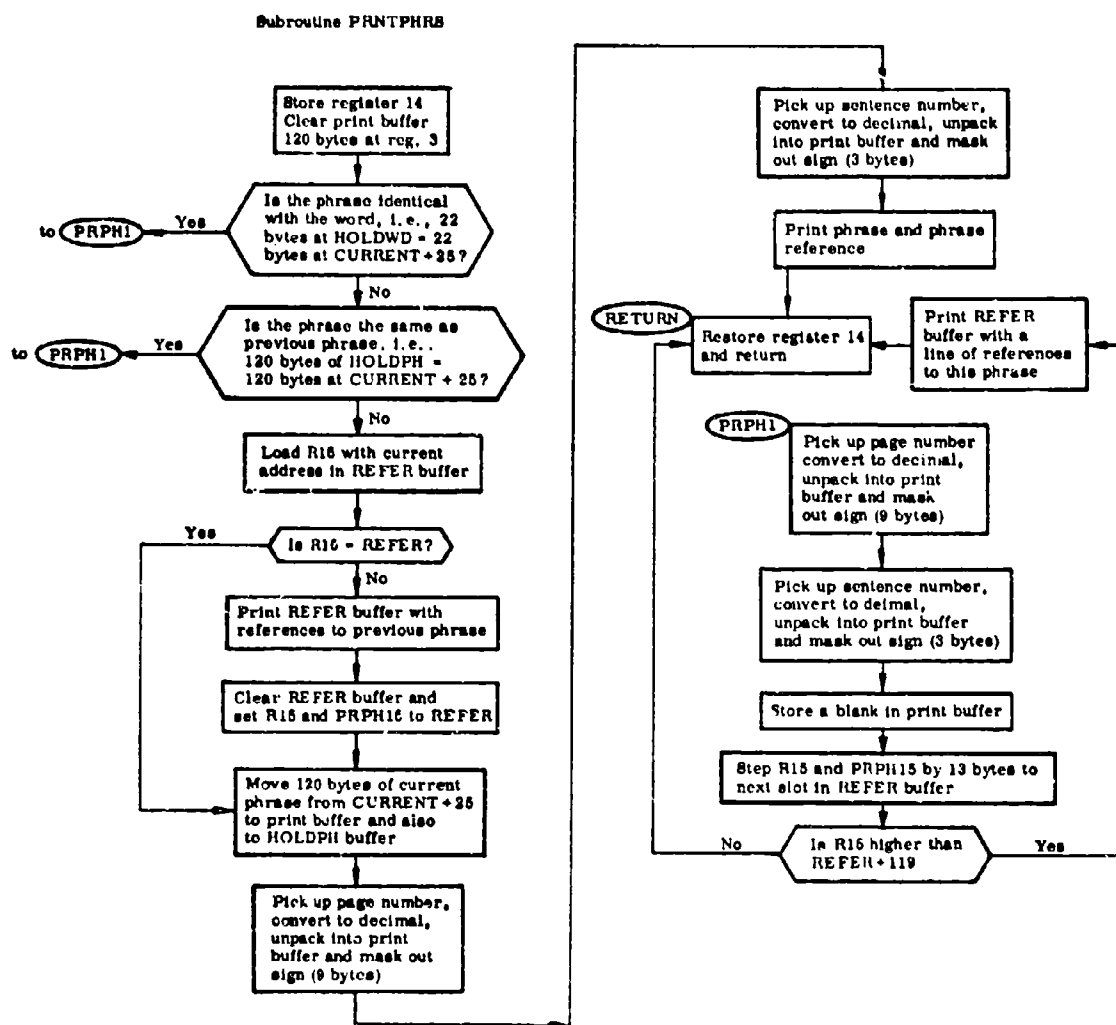 Subroutine PRNTPHRS
Store register 14
Clear print buffer
120 bytes at reg. 3
Is the phrase identical
with the word, i.e., 22
bytes at HOLDWD = 22
bytes at CURRENT + 25?
Yes
to PRPH1
No
Is the phrase the same as
previous phrase, i.e.,
120 bytes of HOLDPH =
120 bytes at CURRENT + 25?
Yes
to PRPH1
No
Load R15 with current
address in REFER buffer
Yes
Is R15 = REFER?
No
Print REFER buffer with
references to previous phrase
Clear REFER buffer and
set R15 and PRPH15 to REFER
Move 120 bytes of current
phrase from CURRENT + 25
to print buffer and also
to HOLDPH buffer
Pick up page number,
convert to decimal,
unpack into print
buffer and mask out
sign (9 bytes)
Pick up sentence number,
convert to decimal, unpack
into print buffer and mask
out sign (3 bytes)
Print phrase and phrase
reference
RETURN
Restore register 14
and return
Print REFER
buffer with a
line of references
to this phrase
PRPH1
Pick up page number
convert to decimal,
unpack into print
buffer and mask
out sign (9 bytes)
Pick up sentence number,
convert to deimal,
unpack into print buffer
and mask out sign (3 bytes)
Store a blank in print buffer
Step R15 and PRPH15 by 13 bytes to
next slot in REFER buffer
No
Is R15 higher than
REFER + 119
Yes